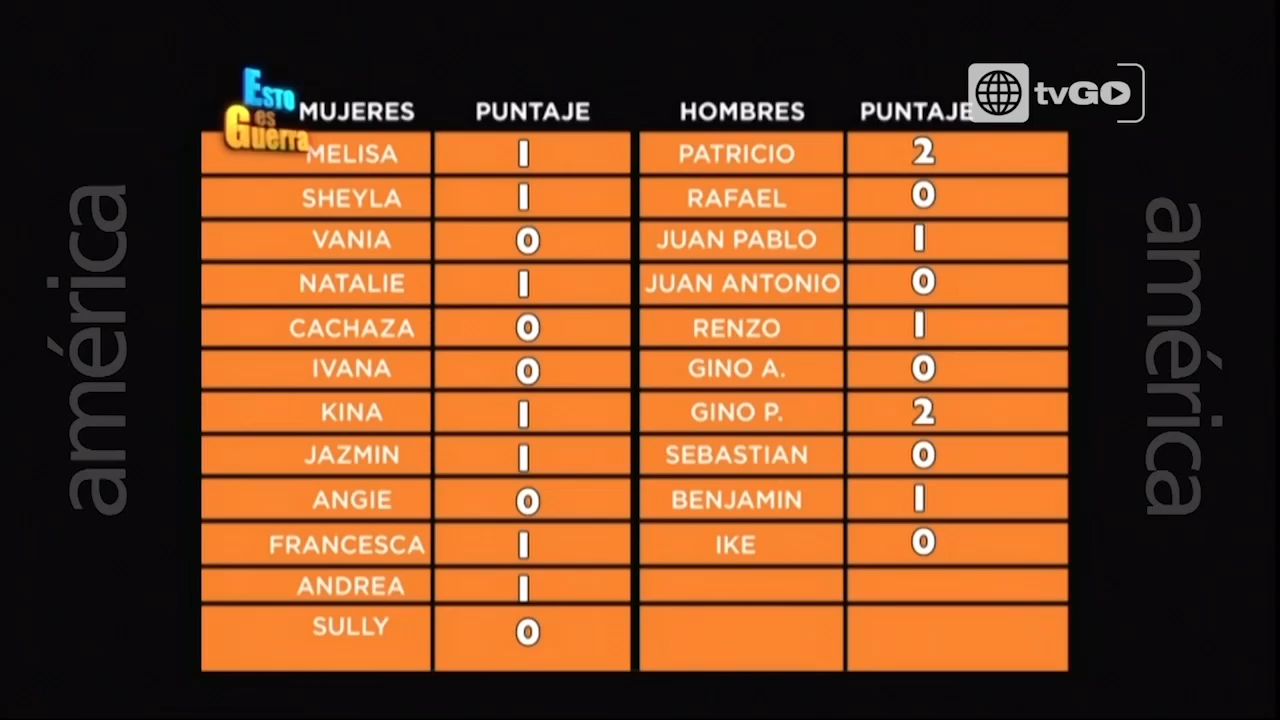 ESTO
es
Guerra
tvGO
MUJERES PUNTAJE HOMBRES PUNTAJE
MELISA 1 PATRICIO 2
SHEYLA 1 RAFAEL 0
VANIA 0 JUAN PABLO 1
NATALIE 1 JUAN ANTONIO 0
CACHAZA 0 RENZO 1
IVANA 0 GINO A. 0
KINA 1 GINO P. 2
JAZMIN 1 SEBASTIAN 0
ANGIE 0 BENJAMIN 1
FRANCESCA 1 IKE 0
ANDREA 1
SULLY 0
américa
américa